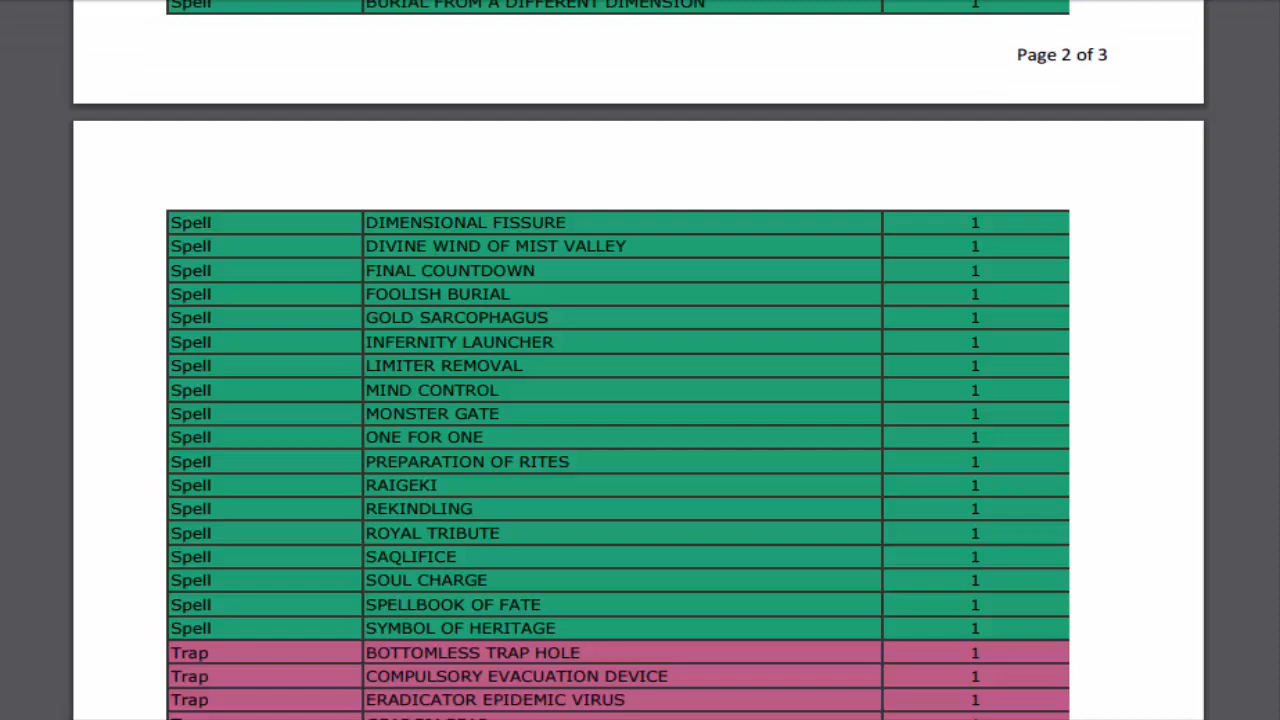 Spell BURIAL FROM A DIFFERENT DIMENSION 1
Page 2 of 3
Spell DIMENSIONAL FISSURE 1
Spell DIVINE WIND OF MIST VALLEY 1
Spell FINAL COUNTDOWN 1
Spell FOOLISH BURIAL 1
Spell GOLD SARCOPHAGUS 1
Spell INFERNITY LAUNCHER 1
Spell LIMITER REMOVAL 1
Spell MIND CONTROL 1
Spell MONSTER GATE 1
Spell ONE FOR ONE 1
Spell PREPARATION OF RITES 1
Spell RAIGEKI 1
Spell REKINDLING 1
Spell ROYAL TRIBUTE 1
Spell SAQLIFICE 1
Spell SOUL CHARGE 1
Spell SPELLBOOK OF FATE 1
Spell SYMBOL OF HERITAGE 1
Trap BOTTOMLESS TRAP HOLE 1
Trap COMPULSORY EVACUATION DEVICE 1
Trap ERADICATOR EPIDEMIC VIRUS 1